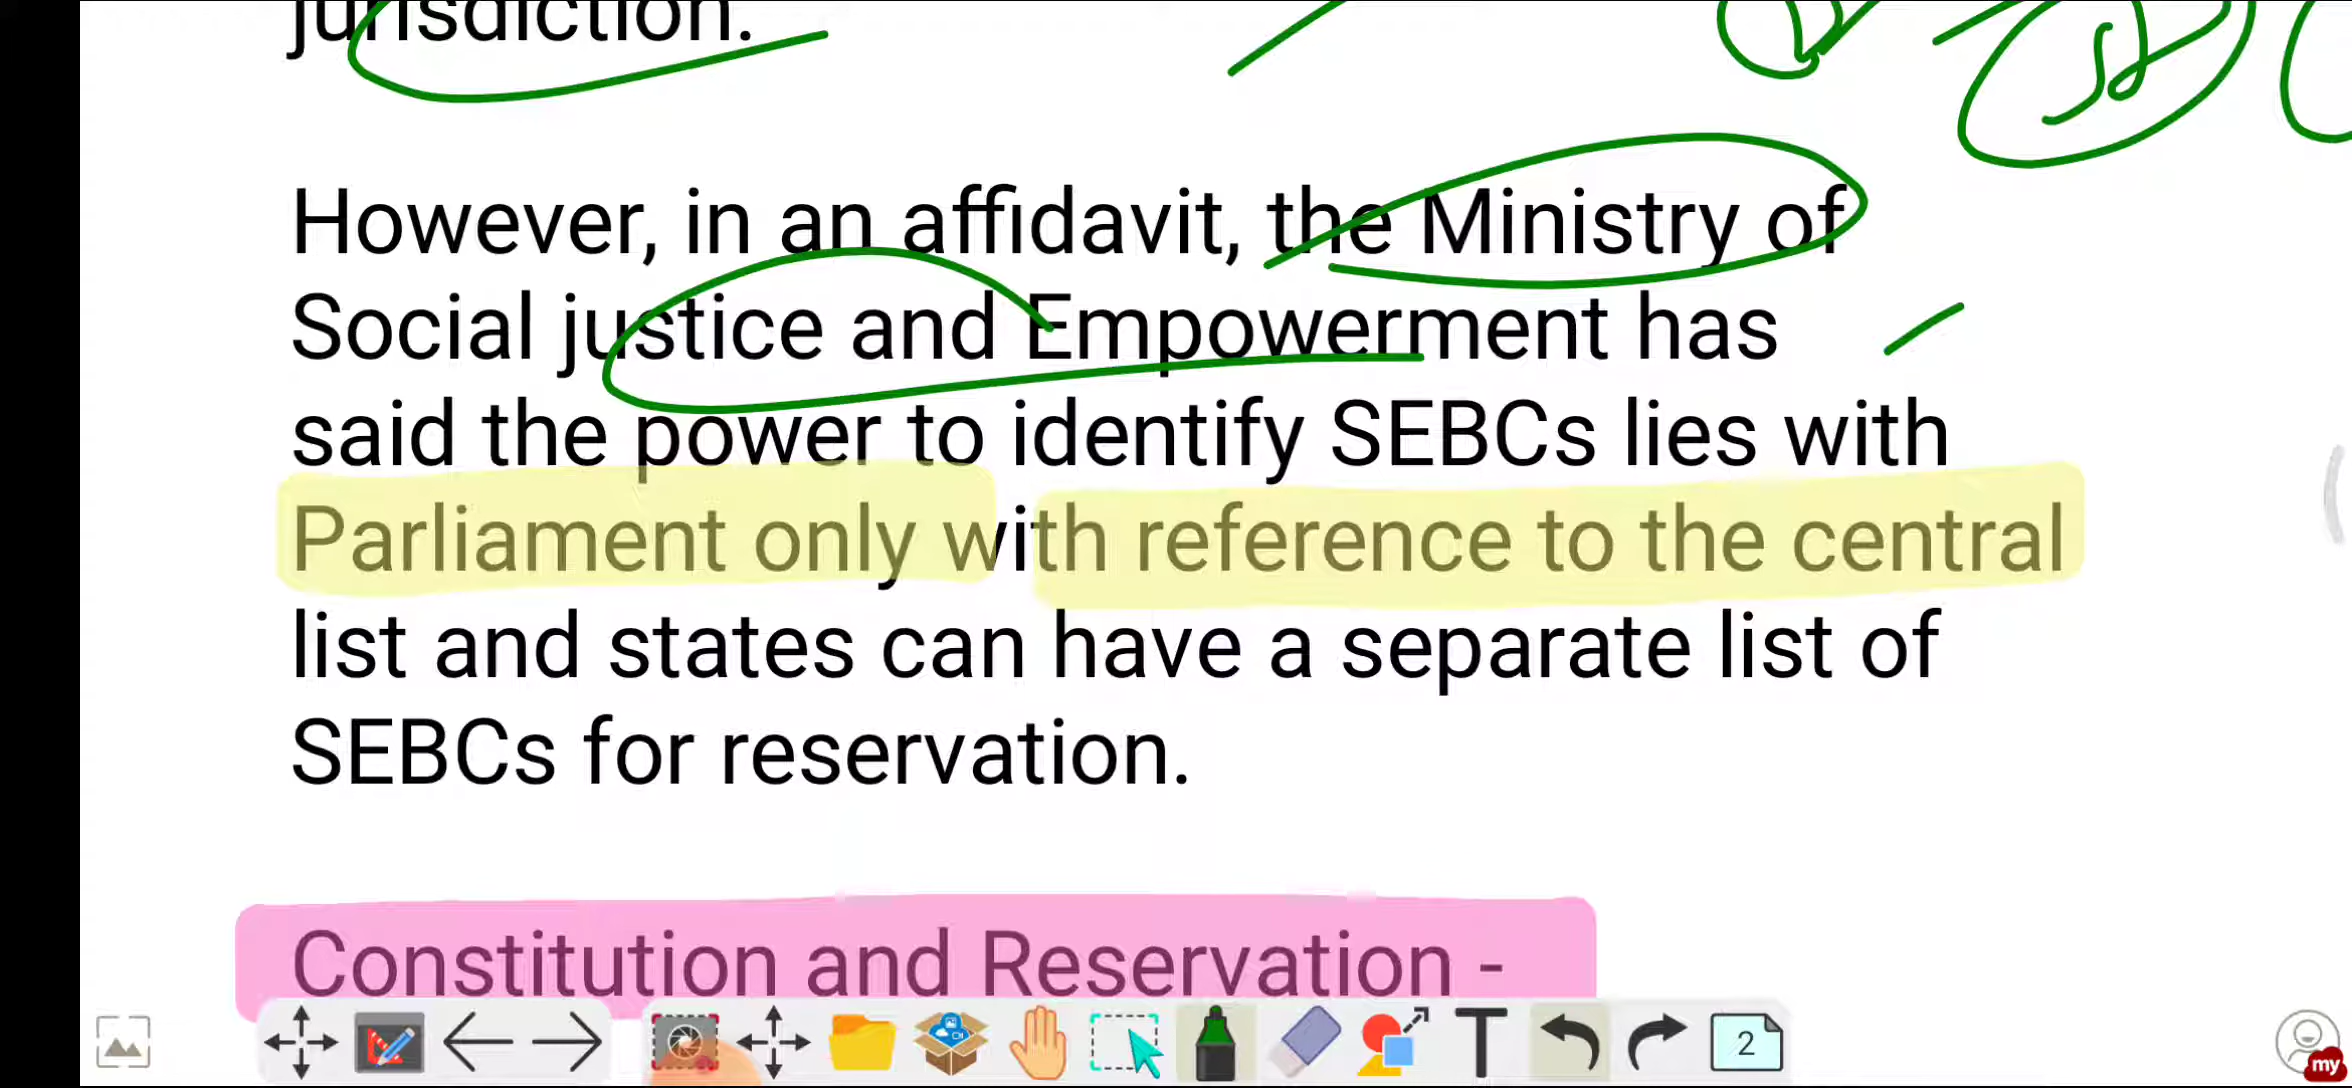 jurisdiction.
However, in an affidavit, the Ministry of
Social justice and Empowerment has
said the power to identify SEBCs lies with
Parliament only with reference to the central
list and states can have a separate list of
SEBCs for reservation.
Constitution and Reservation -
T
2
my